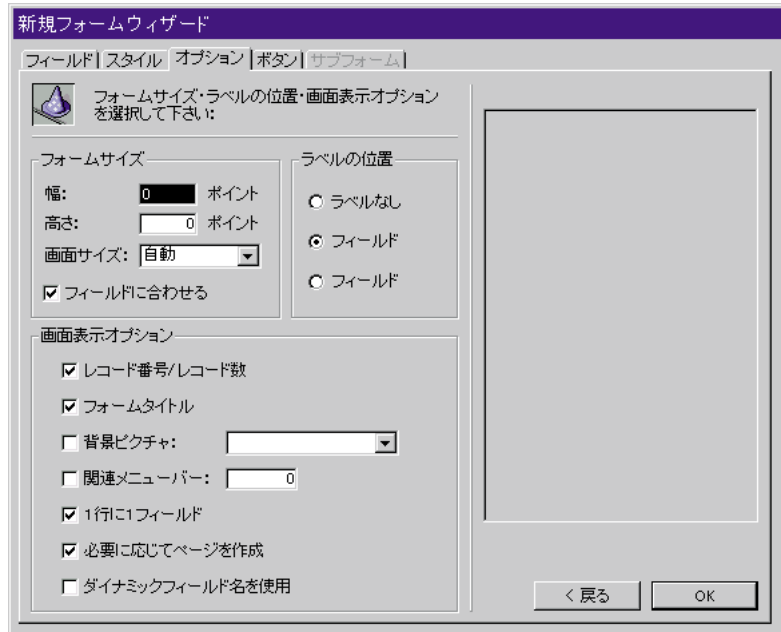 新規フォームウィザード
フィールド スタイル オプション ボタン サブフォーム
フォームサイズ・ラベルの位置・画面表示オプション
を選択して下さい:
フォームサイズ
幅: 0 ポイント
高さ: 0 ポイント
画面サイズ: 自動
フィールドに合わせる
ラベルの位置
ラベルなし
フィールド
フィールド
画面表示オプション
レコード番号/レコード数
フォームタイトル
背景ピクチャ:
関連メニューバー: 0
1行に1フィールド
必要に応じてページを作成
ダイナミックフィールド名を使用
< 戻る OK